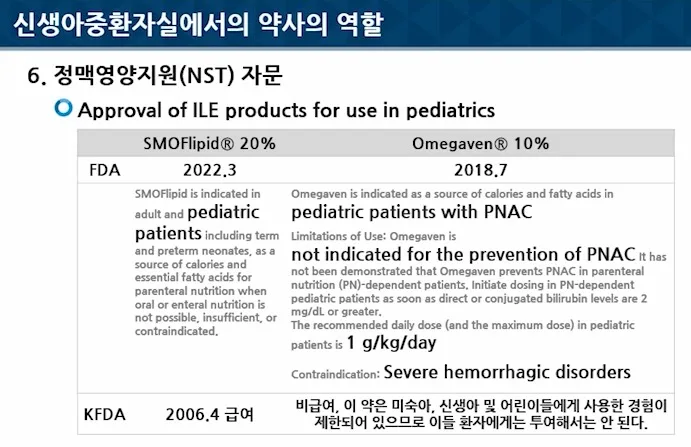 신생아중환자실에서의 약사의 역할
6. 정맥영양지원(NST) 자문
Approval of ILE products for use in pediatrics
SMOFlipid® 20% Omegaven® 10%
FDA 2022.3 2018.7
SMOFlipid is indicated in
adult and pediatric
patients including term
and preterm neonates, as a
source of calories and
essential fatty acids for
parenteral nutrition when
oral or enteral nutrition is
not possible, insufficient, or
contraindicated.
Omegaven is indicated as a source of calories and fatty acids in
pediatric patients with PNAC
Limitations of Use: Omegaven is
not indicated for the prevention of PNAC It has
not been demonstrated that Omegaven prevents PNAC in parenteral
nutrition (PN)-dependent patients. Initiate dosing in PN-dependent
pediatric patients as soon as direct or conjugated bilirubin levels are 2
mg/dL or greater.
The recommended daily dose (and the maximum dose) in pediatric
patients is 1 g/kg/day
Contraindication: Severe hemorrhagic disorders
KFDA 2006.4 급여 비급여, 이 약은 미숙아, 신생아 및 어린이들에게 사용한 경험이
제한되어 있으므로 이들 환자에게는 투여해서는 안 된다.